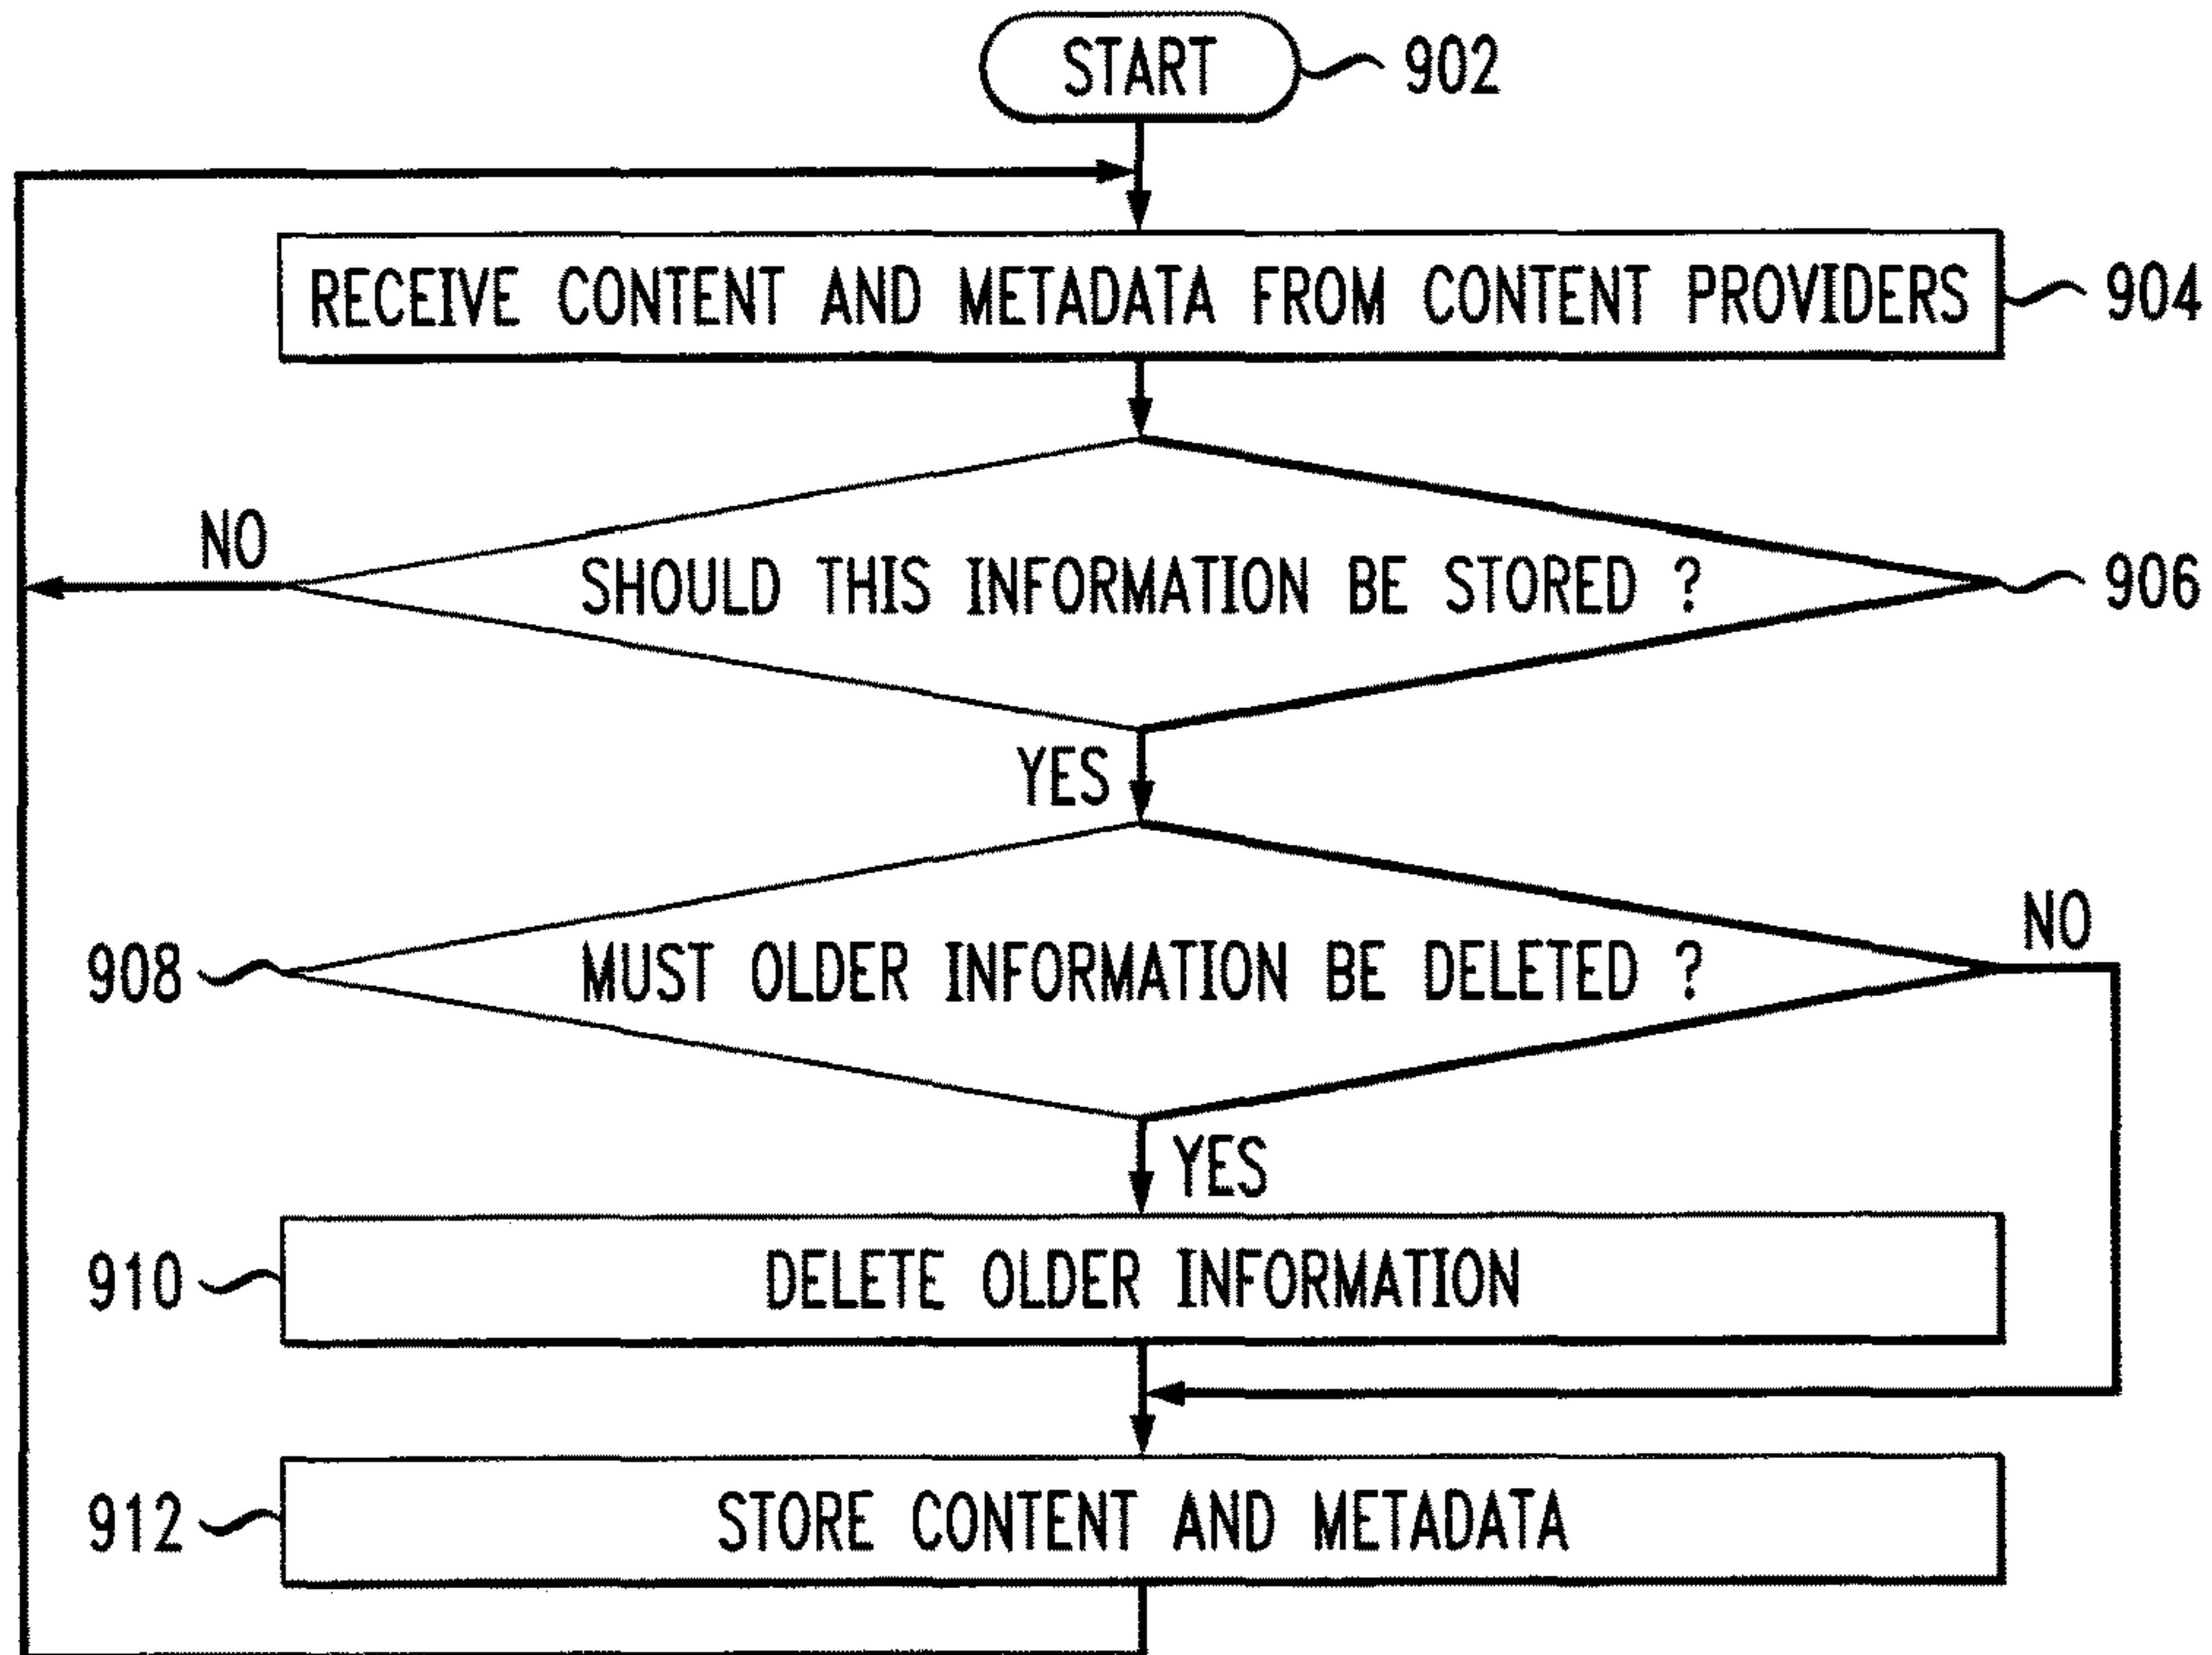 START 902
RECEIVE CONTENT AND METADATA FROM CONTENT PROVIDERS 904
NO
SHOULD THIS INFORMATION BE STORED ? 906
YES
NO
908 MUST OLDER INFORMATION BE DELETED ?
YES
910 DELETE OLDER INFORMATION
912 STORE CONTENT AND METADATA